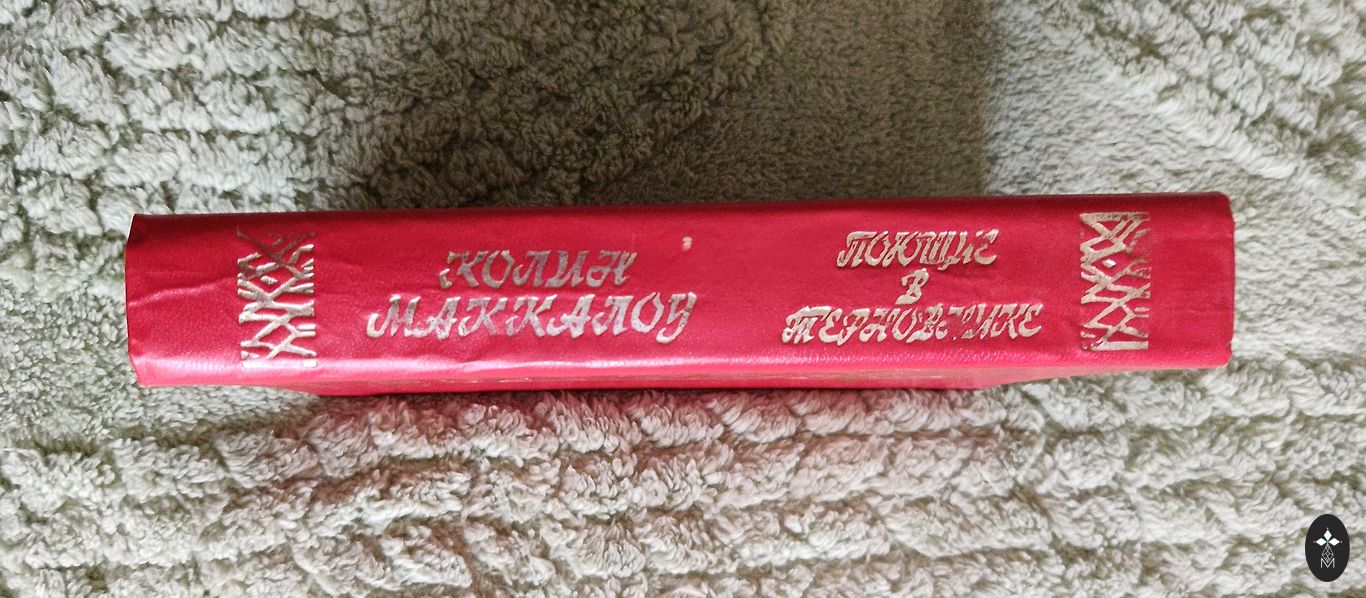 КОЛИН
МАККАЛОУ
ПОЮЩИЕ
В
ТЕРНОВНИКЕ
M